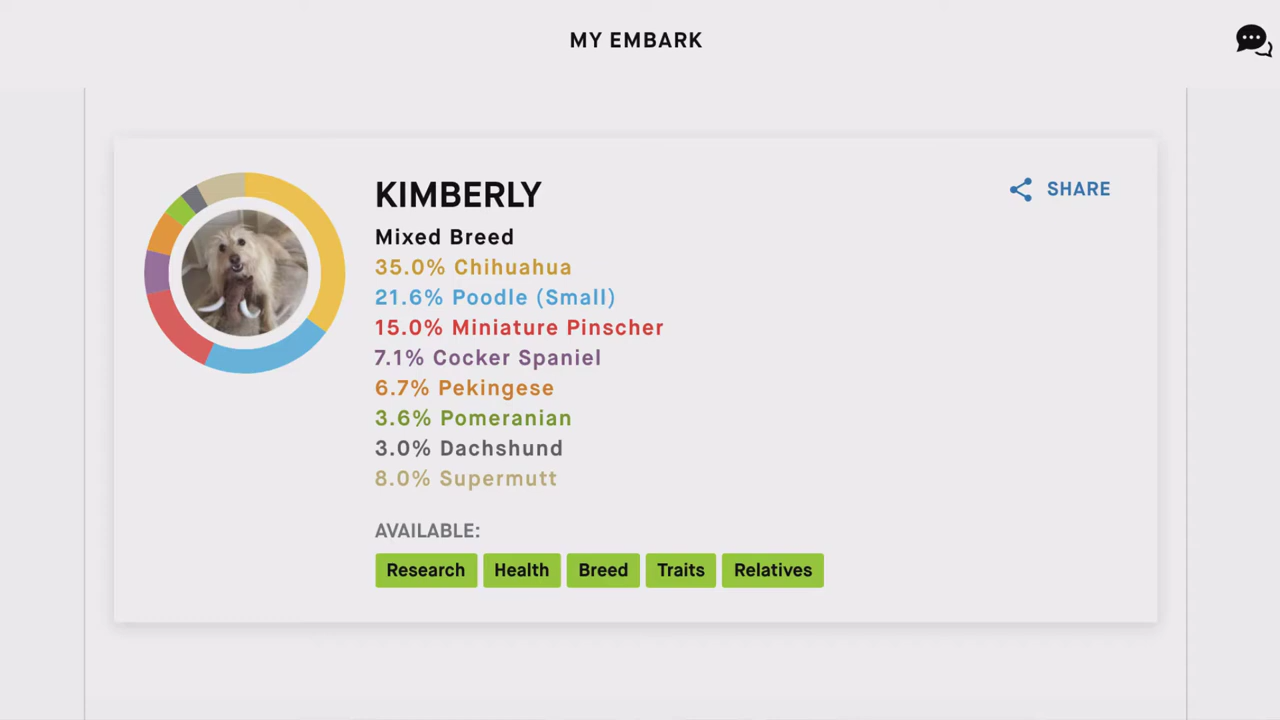 MY EMBARK
KIMBERLY
SHARE
Mixed Breed
35.0% Chihuahua
21.6% Poodle (Small)
15.0% Miniature Pinscher
7.1% Cocker Spaniel
6.7% Pekingese
3.6% Pomeranian
3.0% Dachshund
8.0% Supermutt
AVAILABLE:
Research Health Breed Traits Relatives